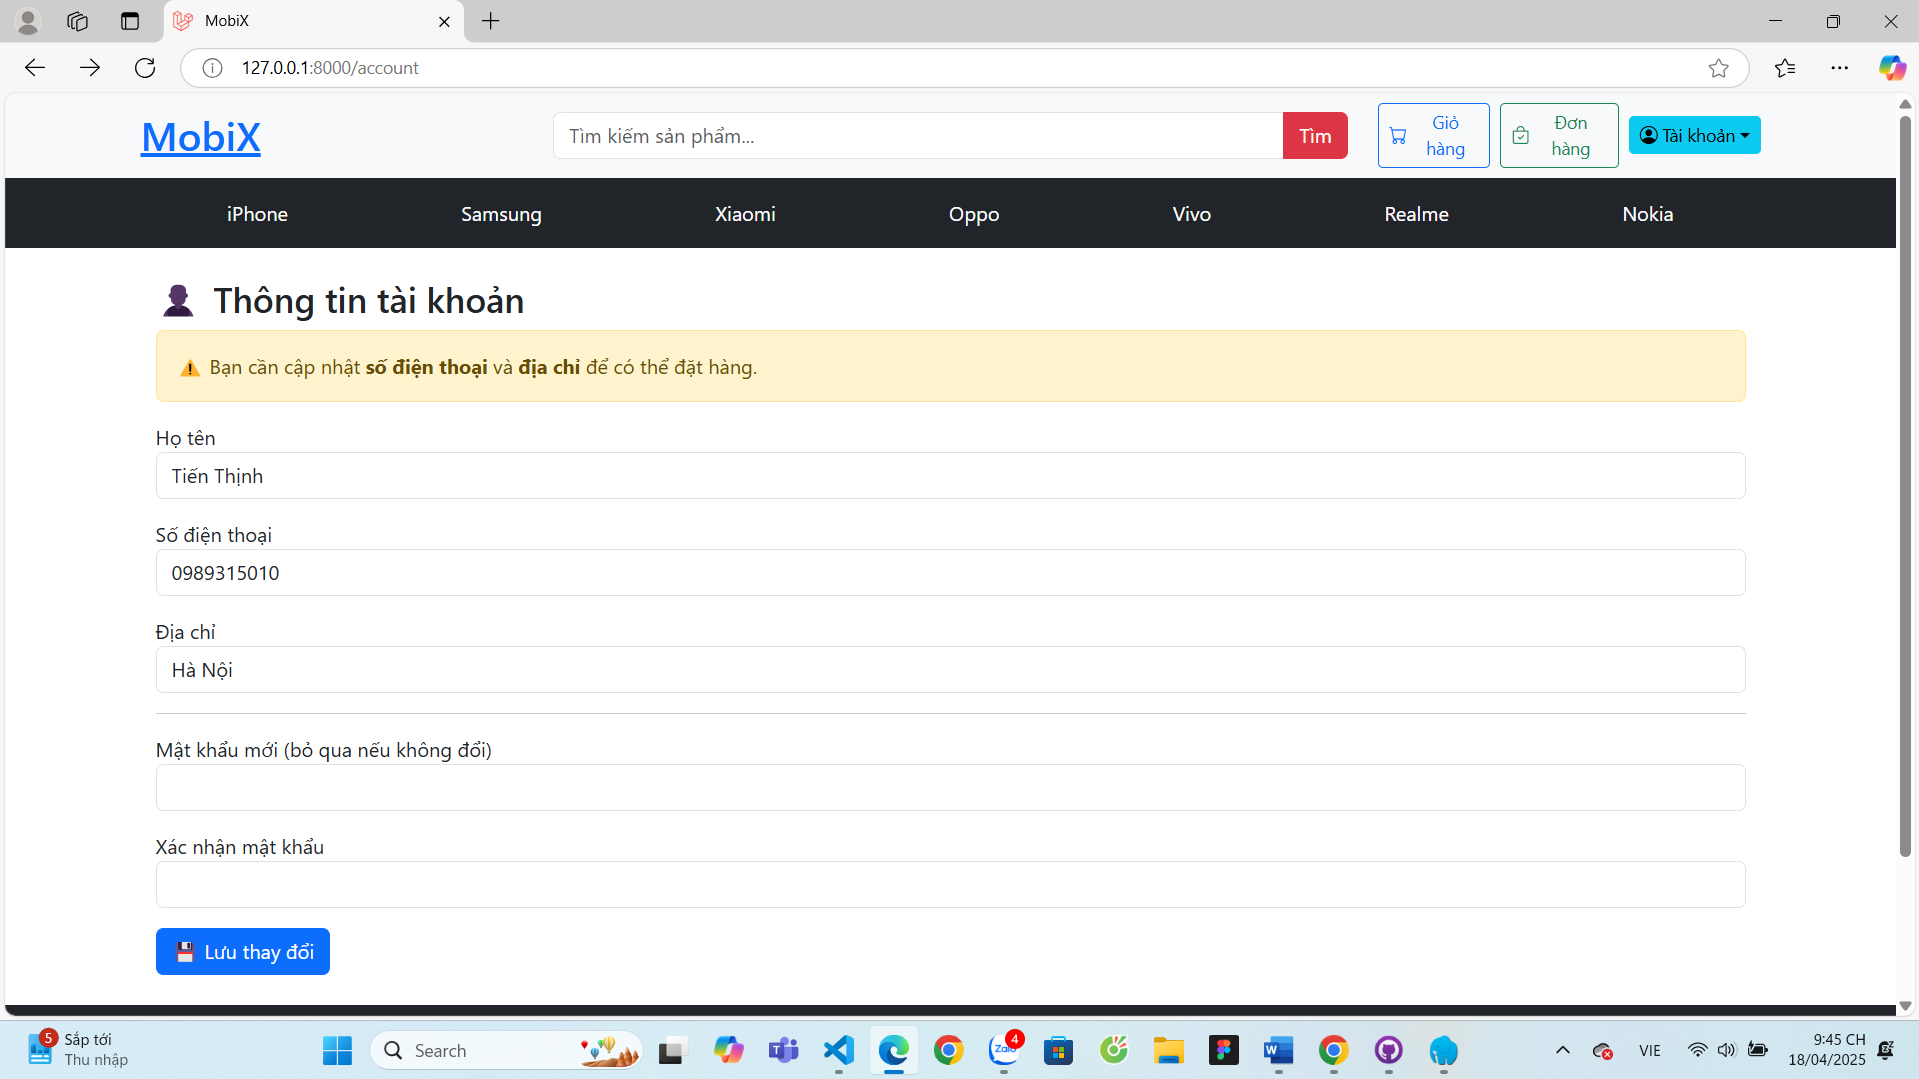 MobiX
127.0.0.1:8000/account
MobiX
Tìm kiếm sản phẩm...
Tìm
Giỏ
hàng
Đơn
hàng
Tài khoản
iPhone
Samsung
Xiaomi
Oppo
Vivo
Realme
Nokia
Thông tin tài khoản
Bạn cần cập nhật số điện thoại và địa chỉ để có thể đặt hàng.
Họ tên
Tiến Thịnh
Số điện thoại
0989315010
Địa chỉ
Hà Nội
Mật khẩu mới (bỏ qua nếu không đổi)
Xác nhận mật khẩu
Lưu thay đổi
5
Sắp tới
Thu nhập
Search
Zalo
4
VIE
9:45 CH
18/04/2025